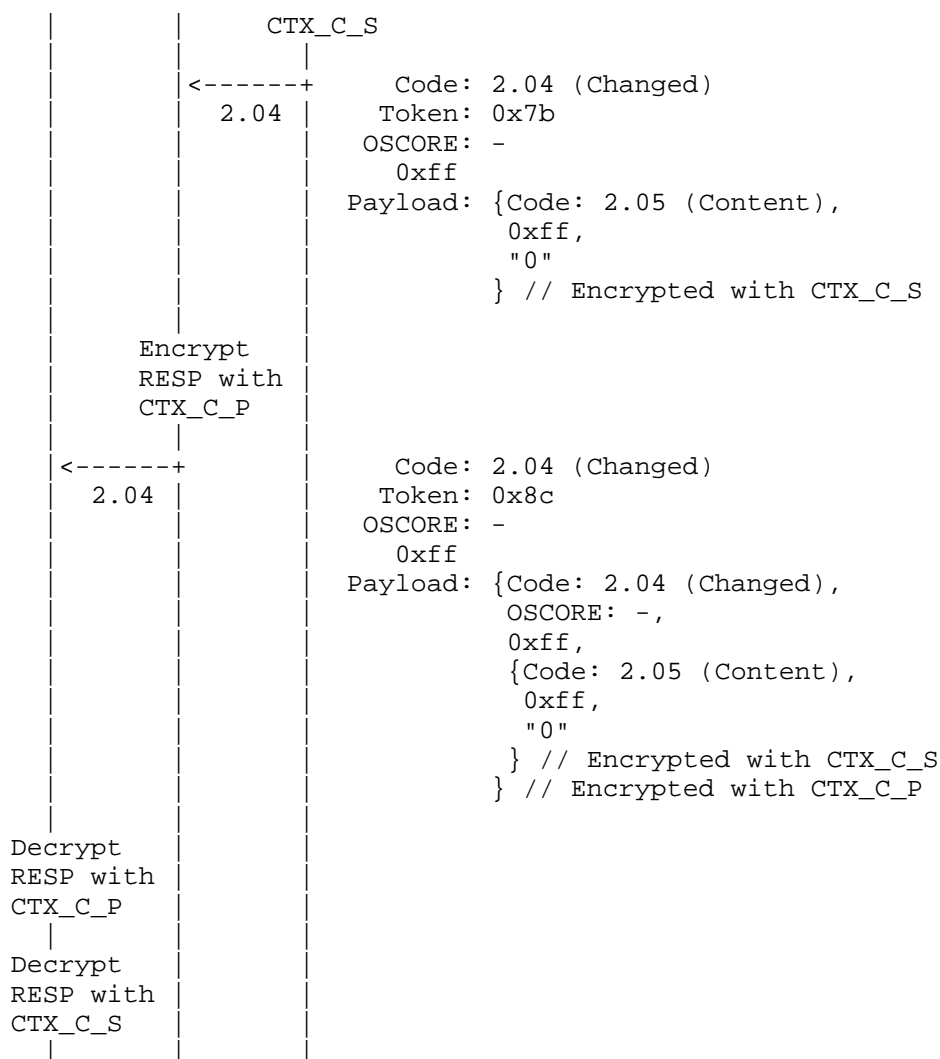 |       |     CTX_C_S
|       |       |
|       |<------+     Code: 2.04 (Changed)
|       |  2.04 |    Token: 0x7b
|       |       |   OSCORE: -
|       |       |     0xff
|       |       |  Payload: {Code: 2.05 (Content),
|       |       |            0xff,
|       |       |            "0"
|       |       |           } // Encrypted with CTX_C_S
|       |       |
|     Encrypt   |
|     RESP with |
|     CTX_C_P   |
|       |       |
|<------+       |     Code: 2.04 (Changed)
|  2.04 |       |    Token: 0x8c
|       |       |   OSCORE: -
|       |       |     0xff
|       |       |  Payload: {Code: 2.04 (Changed),
|       |       |            OSCORE: -,
|       |       |            0xff,
|       |       |            {Code: 2.05 (Content),
|       |       |             0xff,
|       |       |             "0"
|       |       |            } // Encrypted with CTX_C_S
|       |       |           } // Encrypted with CTX_C_P
|       |       |
Decrypt |       |
RESP with |     |
CTX_C_P |       |
|       |       |
Decrypt |       |
RESP with |     |
CTX_C_S |       |
|       |       |